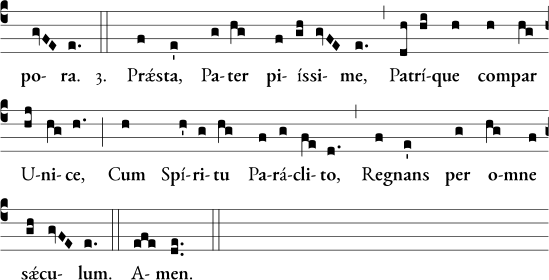 po- ra. 3. Prǽsta, Pa-ter pi- íssi- me, Patrí-que compar
U-ni- ce, Cum Spí-ri- tu Pa-rá-cli- to, Regnans per o-mne
sǽcu- lum. A- men.